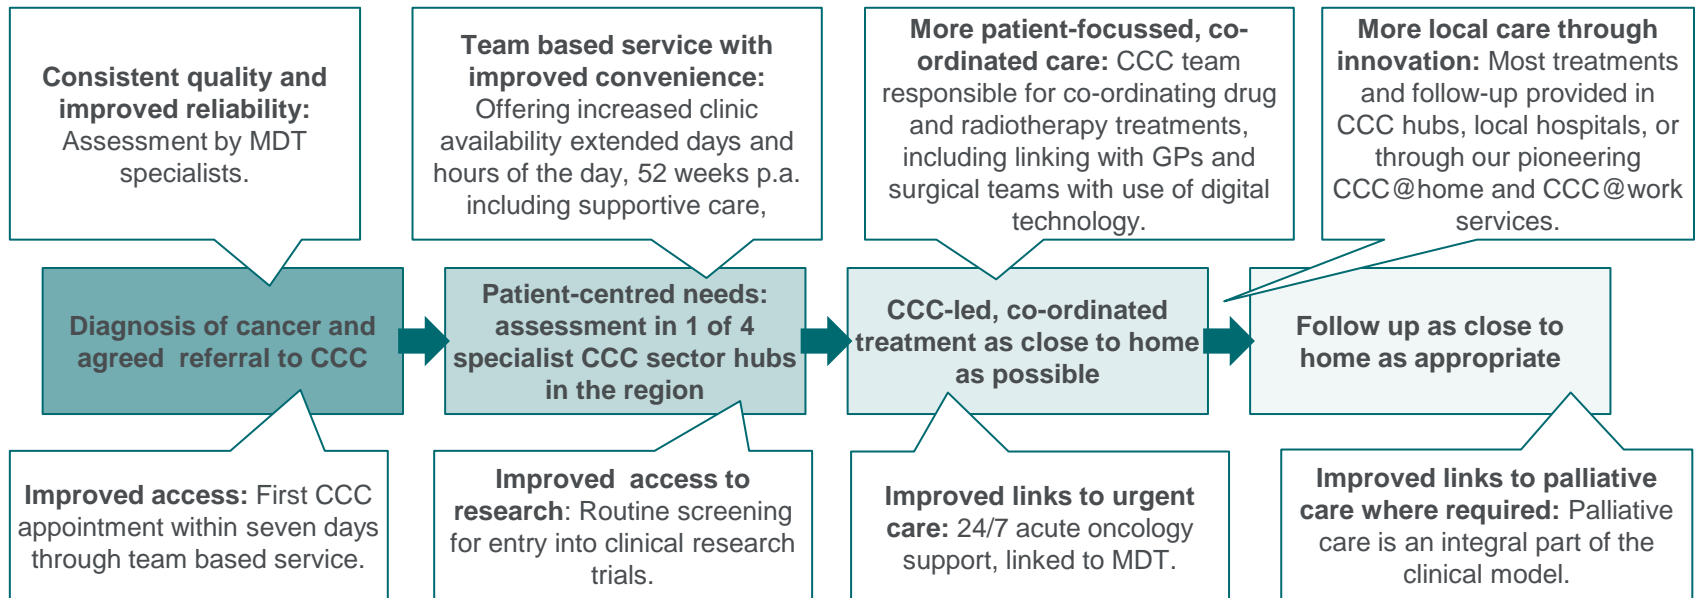 Consistent quality and
improved reliability:
Assessment by MDT
specialists.
Team based service with
improved convenience:
Offering increased clinic
availability extended days and
hours of the day, 52 weeks p.a.
including supportive care,
More patient-focussed, co-
ordinated care: CCC team
responsible for co-ordinating drug
and radiotherapy treatments,
including linking with GPs and
surgical teams with use of digital
technology.
More local care through
innovation: Most treatments
and follow-up provided in
CCC hubs, local hospitals, or
through our pioneering
CCC@home and CCC@work
services.
Diagnosis of cancer and
agreed referral to CCC
Patient-centred needs:
assessment in 1 of 4
specialist CCC sector hubs
in the region
CCC-led, co-ordinated
treatment as close to home
as possible
Follow up as close to
home as appropriate
Improved access: First CCC
appointment within seven days
through team based service.
Improved access to
research: Routine screening
for entry into clinical research
trials.
Improved links to urgent
care: 24/7 acute oncology
support, linked to MDT.
Improved links to palliative
care where required: Palliative
care is an integral part of the
clinical model.